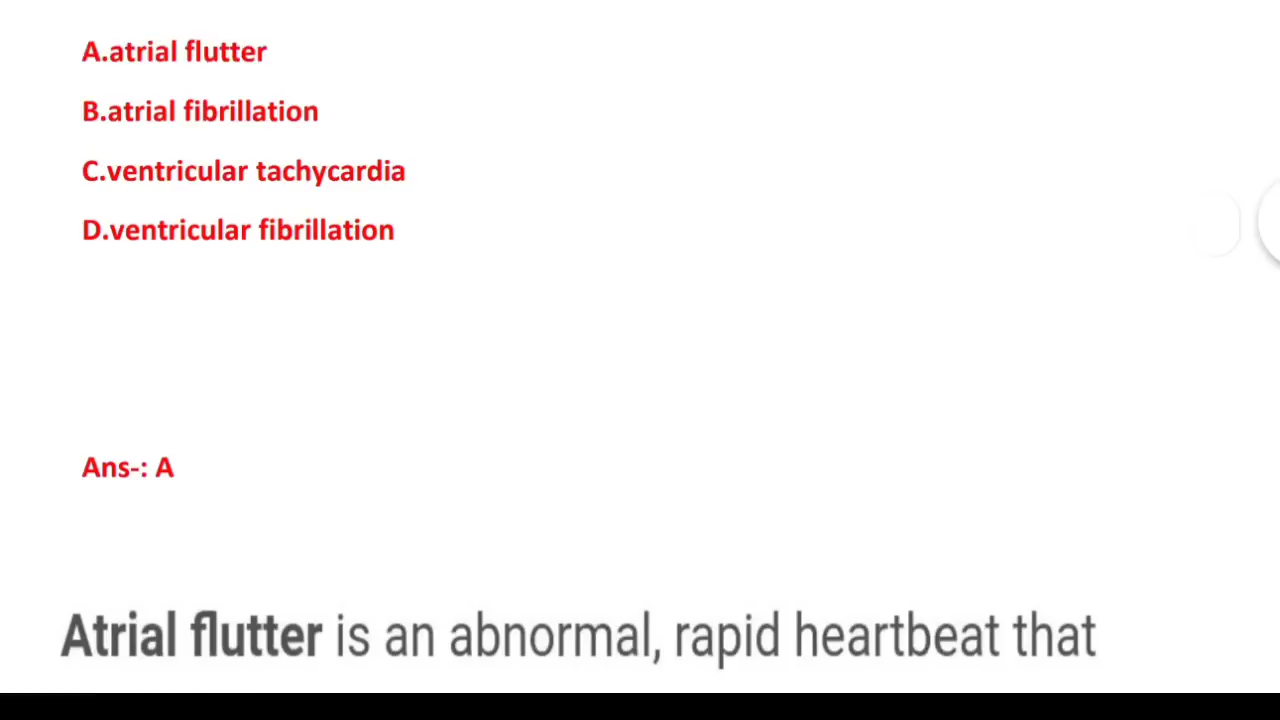 A.atrial flutter
B.atrial fibrillation
C.ventricular tachycardia
D.ventricular fibrillation
Ans-: A
Atrial flutter is an abnormal, rapid heartbeat that